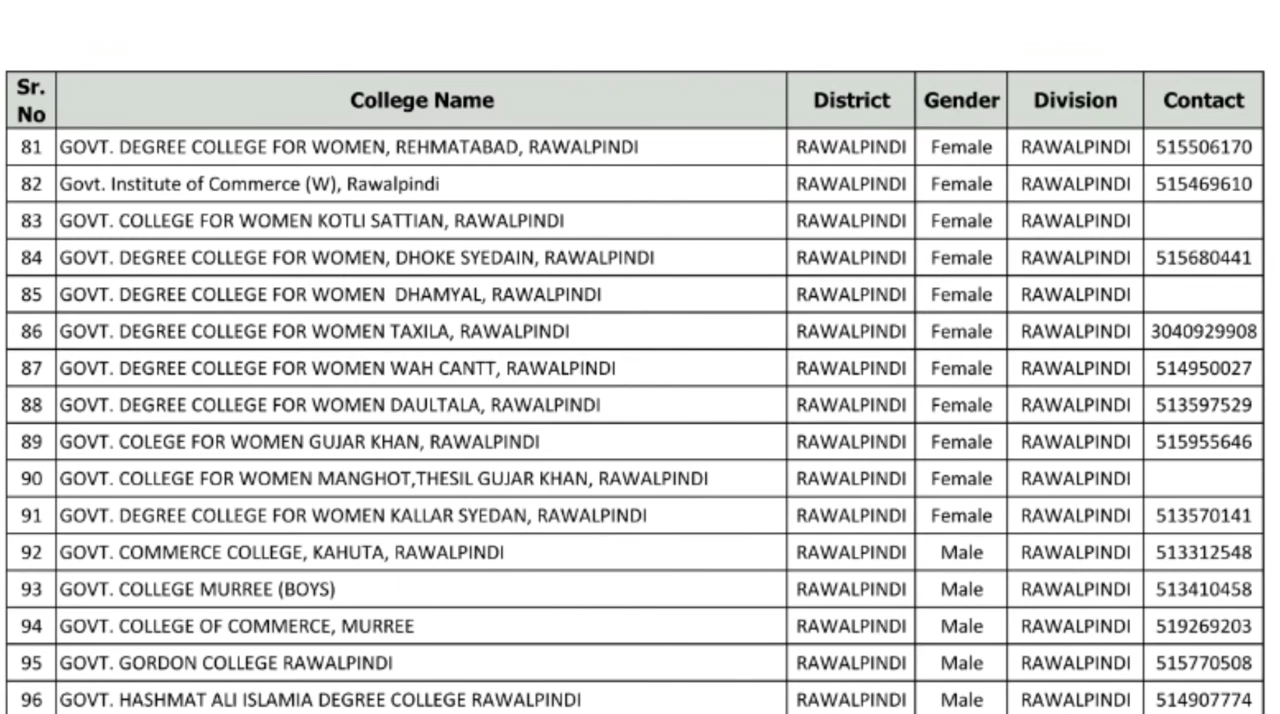 Sr. No College Name District Gender Division Contact
81 GOVT. DEGREE COLLEGE FOR WOMEN, REHMATABAD, RAWALPINDI RAWALPINDI Female RAWALPINDI 515506170
82 Govt. Institute of Commerce (W), Rawalpindi RAWALPINDI Female RAWALPINDI 515469610
83 GOVT. COLLEGE FOR WOMEN KOTLI SATTIAN, RAWALPINDI RAWALPINDI Female RAWALPINDI
84 GOVT. DEGREE COLLEGE FOR WOMEN, DHOKE SYEDAIN, RAWALPINDI RAWALPINDI Female RAWALPINDI 515680441
85 GOVT. DEGREE COLLEGE FOR WOMEN DHAMYAL, RAWALPINDI RAWALPINDI Female RAWALPINDI
86 GOVT. DEGREE COLLEGE FOR WOMEN TAXILA, RAWALPINDI RAWALPINDI Female RAWALPINDI 3040929908
87 GOVT. DEGREE COLLEGE FOR WOMEN WAH CANTT, RAWALPINDI RAWALPINDI Female RAWALPINDI 514950027
88 GOVT. DEGREE COLLEGE FOR WOMEN DAULTALA, RAWALPINDI RAWALPINDI Female RAWALPINDI 513597529
89 GOVT. COLEGE FOR WOMEN GUJAR KHAN, RAWALPINDI RAWALPINDI Female RAWALPINDI 515955646
90 GOVT. COLLEGE FOR WOMEN MANGHOT,THESIL GUJAR KHAN, RAWALPINDI RAWALPINDI Female RAWALPINDI
91 GOVT. DEGREE COLLEGE FOR WOMEN KALLAR SYEDAN, RAWALPINDI RAWALPINDI Female RAWALPINDI 513570141
92 GOVT. COMMERCE COLLEGE, KAHUTA, RAWALPINDI RAWALPINDI Male RAWALPINDI 513312548
93 GOVT. COLLEGE MURREE (BOYS) RAWALPINDI Male RAWALPINDI 513410458
94 GOVT. COLLEGE OF COMMERCE, MURREE RAWALPINDI Male RAWALPINDI 519269203
95 GOVT. GORDON COLLEGE RAWALPINDI RAWALPINDI Male RAWALPINDI 515770508
96 GOVT. HASHMAT ALI ISLAMIA DEGREE COLLEGE RAWALPINDI RAWALPINDI Male RAWALPINDI 514907774